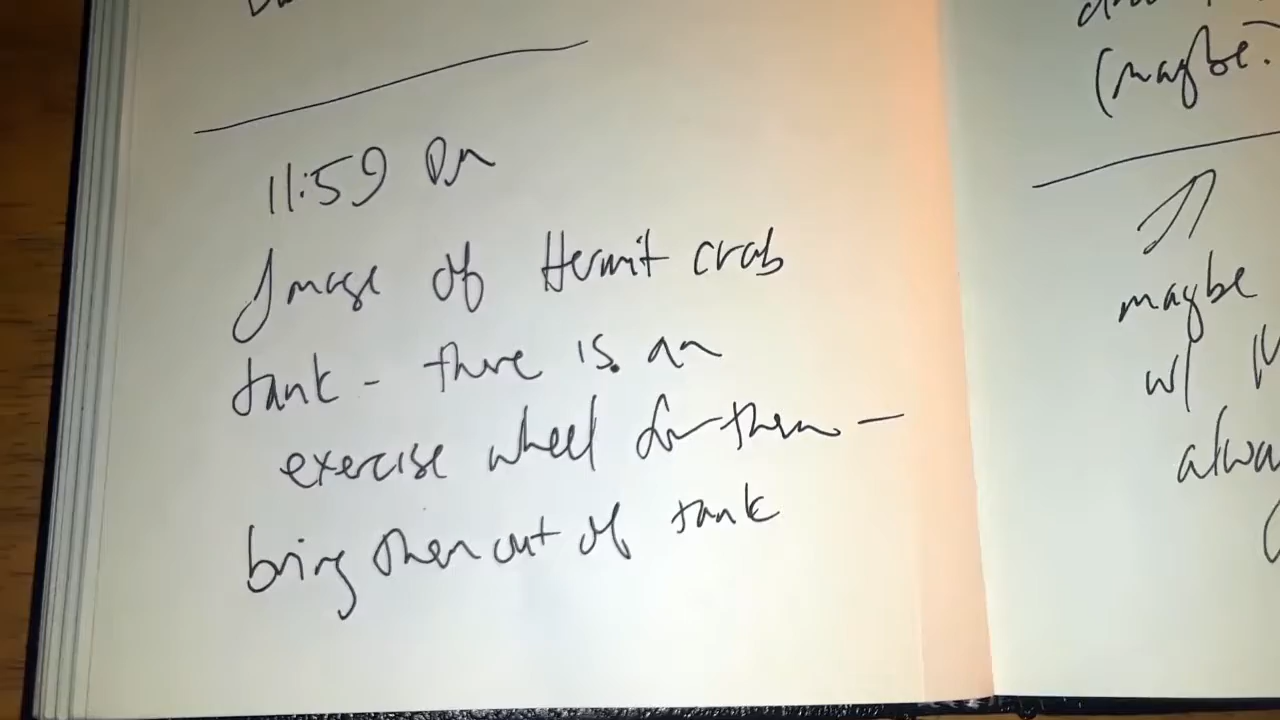 11:59 pm
Image of Hermit crab
tank - there is an
exercise wheel for them —
bring them out of tank
(maybe.
maybe
w/